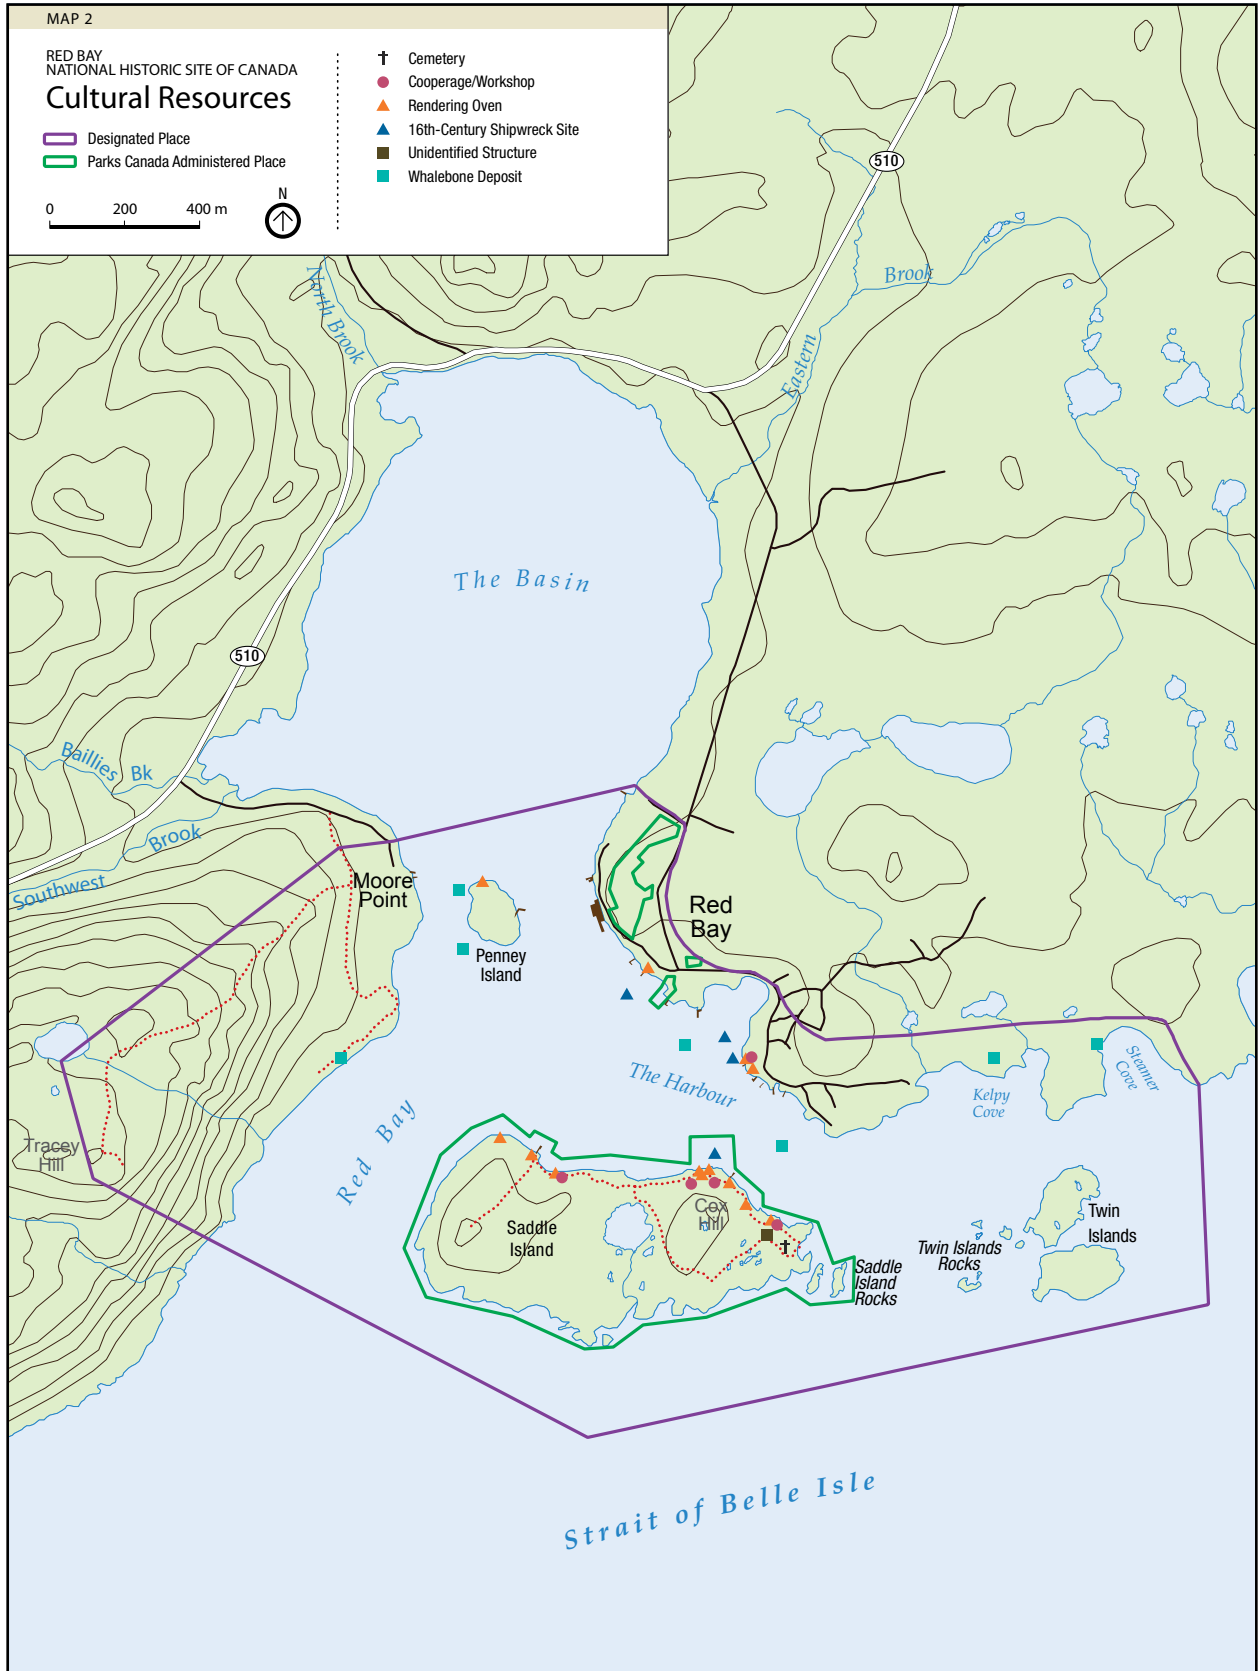 MAP 2
RED BAY
NATIONAL HISTORIC SITE OF CANADA
Cultural Resources
Designated Place
Parks Canada Administered Place
0 200 400 m
N
Cemetery
Cooperage/Workshop
Rendering Oven
16th-Century Shipwreck Site
Unidentified Structure
Whalebone Deposit
510
North Brook
Brook
Eastern
The Basin
510
Baillies Bk
Brook
Southwest
Moore
Point
Red
Bay
Penney
Island
The Harbour
Steamer
Cove
Kelpy
Cove
Red Bay
Tracey
Hill
Saddle
Island
Cox
Hill
Twin
Islands
Twin Islands
Rocks
Saddle
Island
Rocks
Strait of Belle Isle